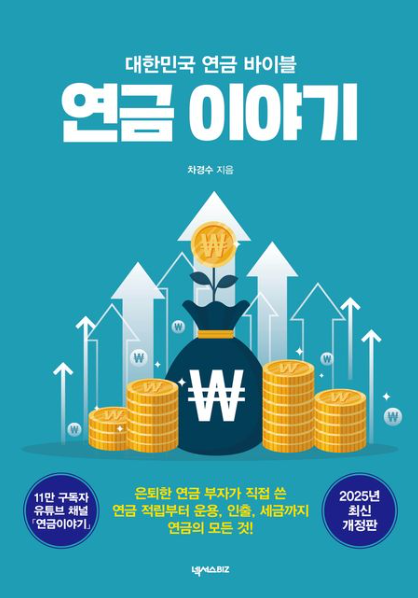 대한민국 연금 바이블
연금 이야기
차경수 지음
₩
₩
₩
₩
₩
₩
₩
11만 구독자
유튜브 채널
「연금이야기」
은퇴한 연금 부자가 직접 쓴
연금 적립부터 운용, 인출, 세금까지
연금의 모든 것!
2025년
최신
개정판
넥서스BIZ